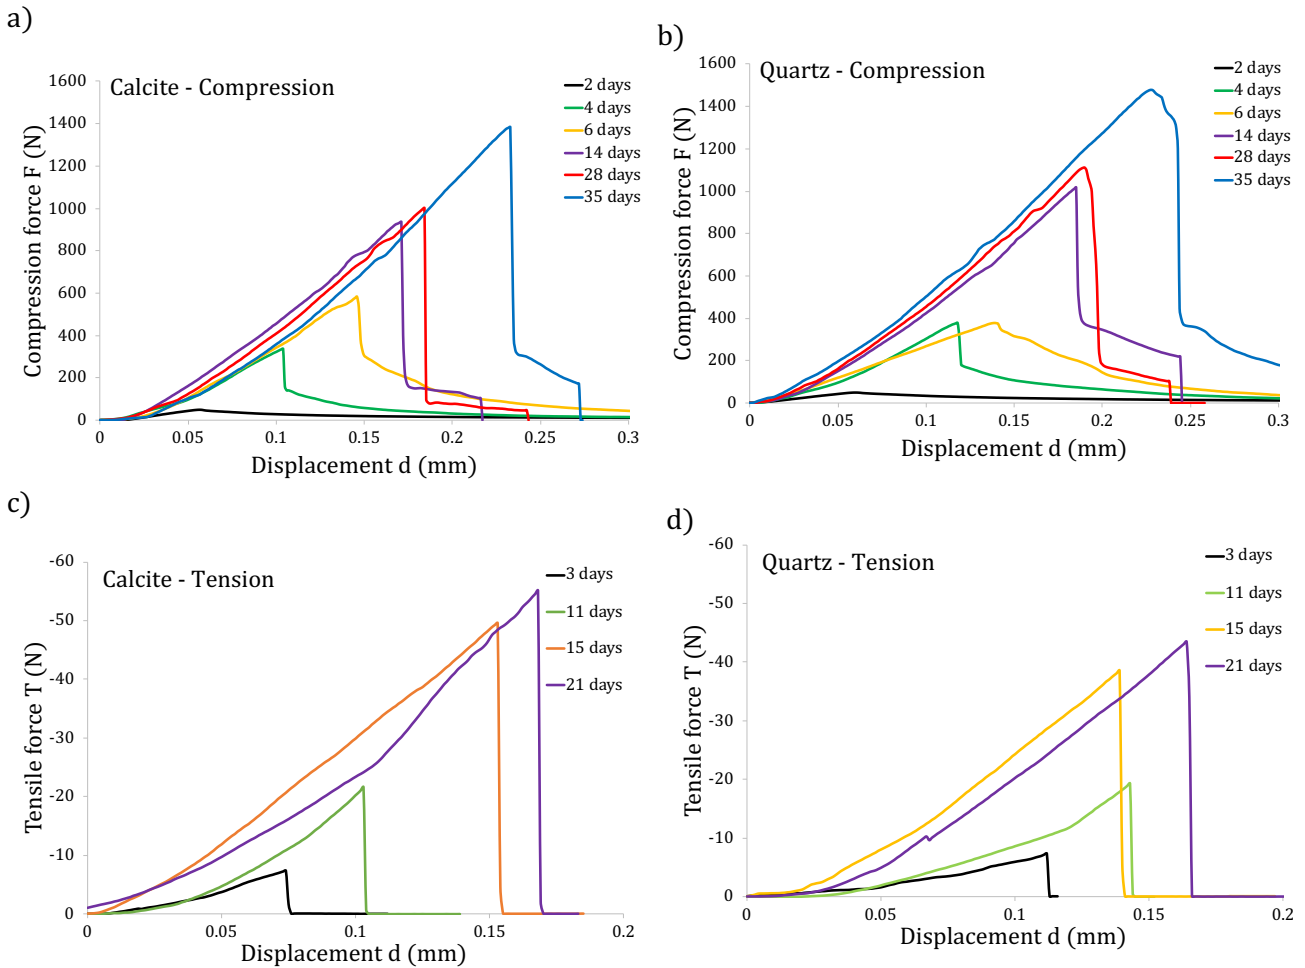 a)
Calcite - Compression
Compression force F (N)
1600
1400
1200
1000
800
600
400
200
0
0
0.05
0.1
0.15
0.2
0.25
0.3
Displacement d (mm)
2 days
4 days
6 days
14 days
28 days
35 days
b)
Quartz - Compression
Compression force F (N)
1600
1400
1200
1000
800
600
400
200
0
0
0.05
0.1
0.15
0.2
0.25
0.3
Displacement d (mm)
2 days
4 days
6 days
14 days
28 days
35 days
c)
Calcite - Tension
Tensile force T (N)
-60
-50
-40
-30
-20
-10
0
0
0.05
0.1
0.15
0.2
Displacement d (mm)
3 days
11 days
15 days
21 days
d)
Quartz - Tension
Tensile force T (N)
-60
-50
-40
-30
-20
-10
0
0
0.05
0.1
0.15
0.2
Displacement d (mm)
3 days
11 days
15 days
21 days